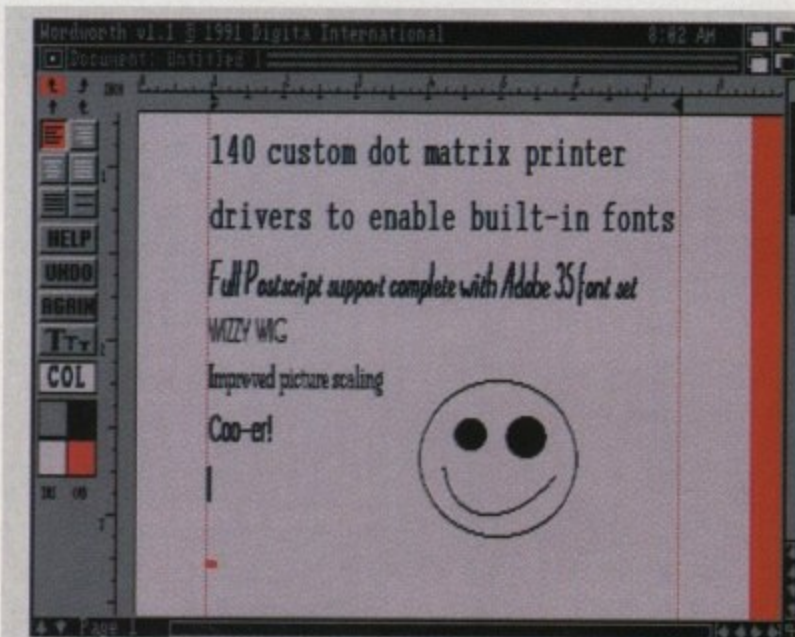 Wordworth v1.1 © 1991 Digita International 8:02 AM
Document: Untitled 1
140 custom dot matrix printer
drivers to enable built-in fonts
Full Postscript support complete with Adobe 35 font set
WIZZY WIG
Improved picture scaling
Coo-er!
HELP
UNDO
AGAIN
TTT
COL
Page 1